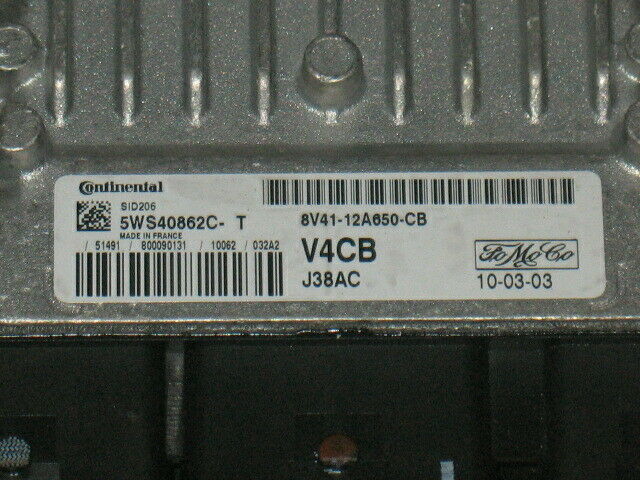 Continental
SID206
5WS40862C- T
MADE IN FRANCE
/ 51491 / 800090131 / 10062 / 032A2
8V41-12A650-CB
V4CB
J38AC
FoMoCo
10-03-03